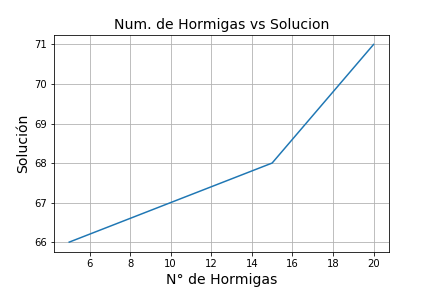 Num. de Hormigas vs Solucion
71
70
69
68
67
66
Solución
6 8 10 12 14 16 18 20
N° de Hormigas